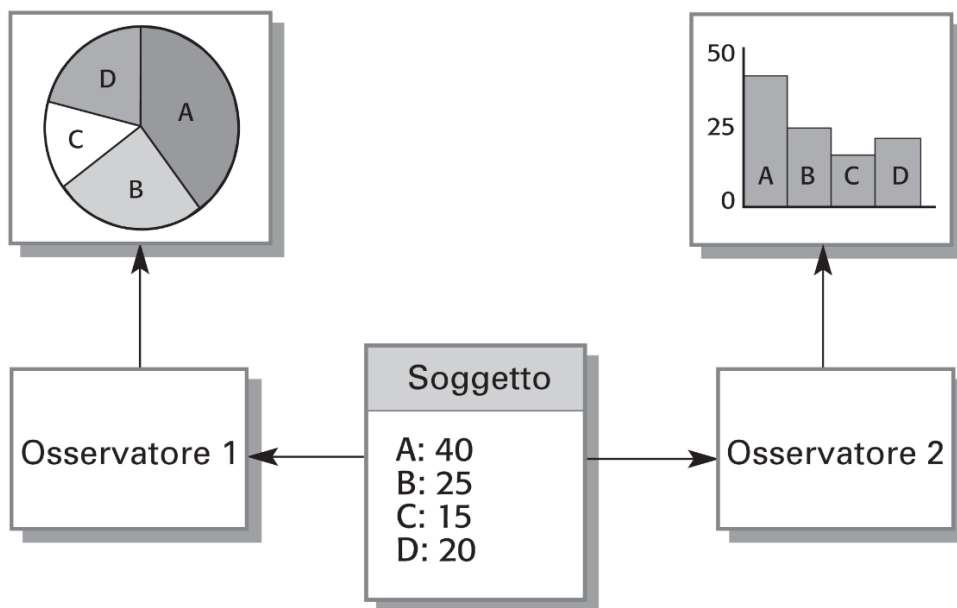 D
A
C
B
50
25
0
A B C D
Soggetto
A: 40
B: 25
C: 15
D: 20
Osservatore 1
Osservatore 2